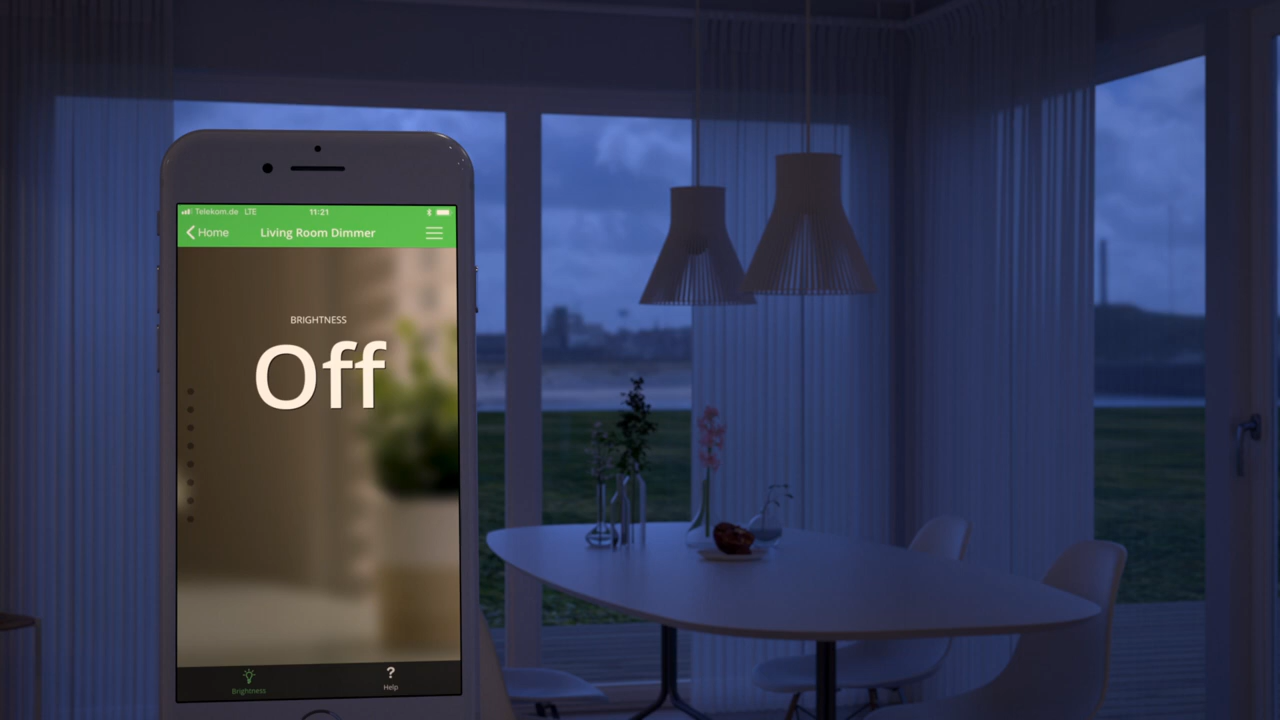 Telekom.de LTE 11:21
Home Living Room Dimmer
BRIGHTNESS
Off
Brightness ? Help